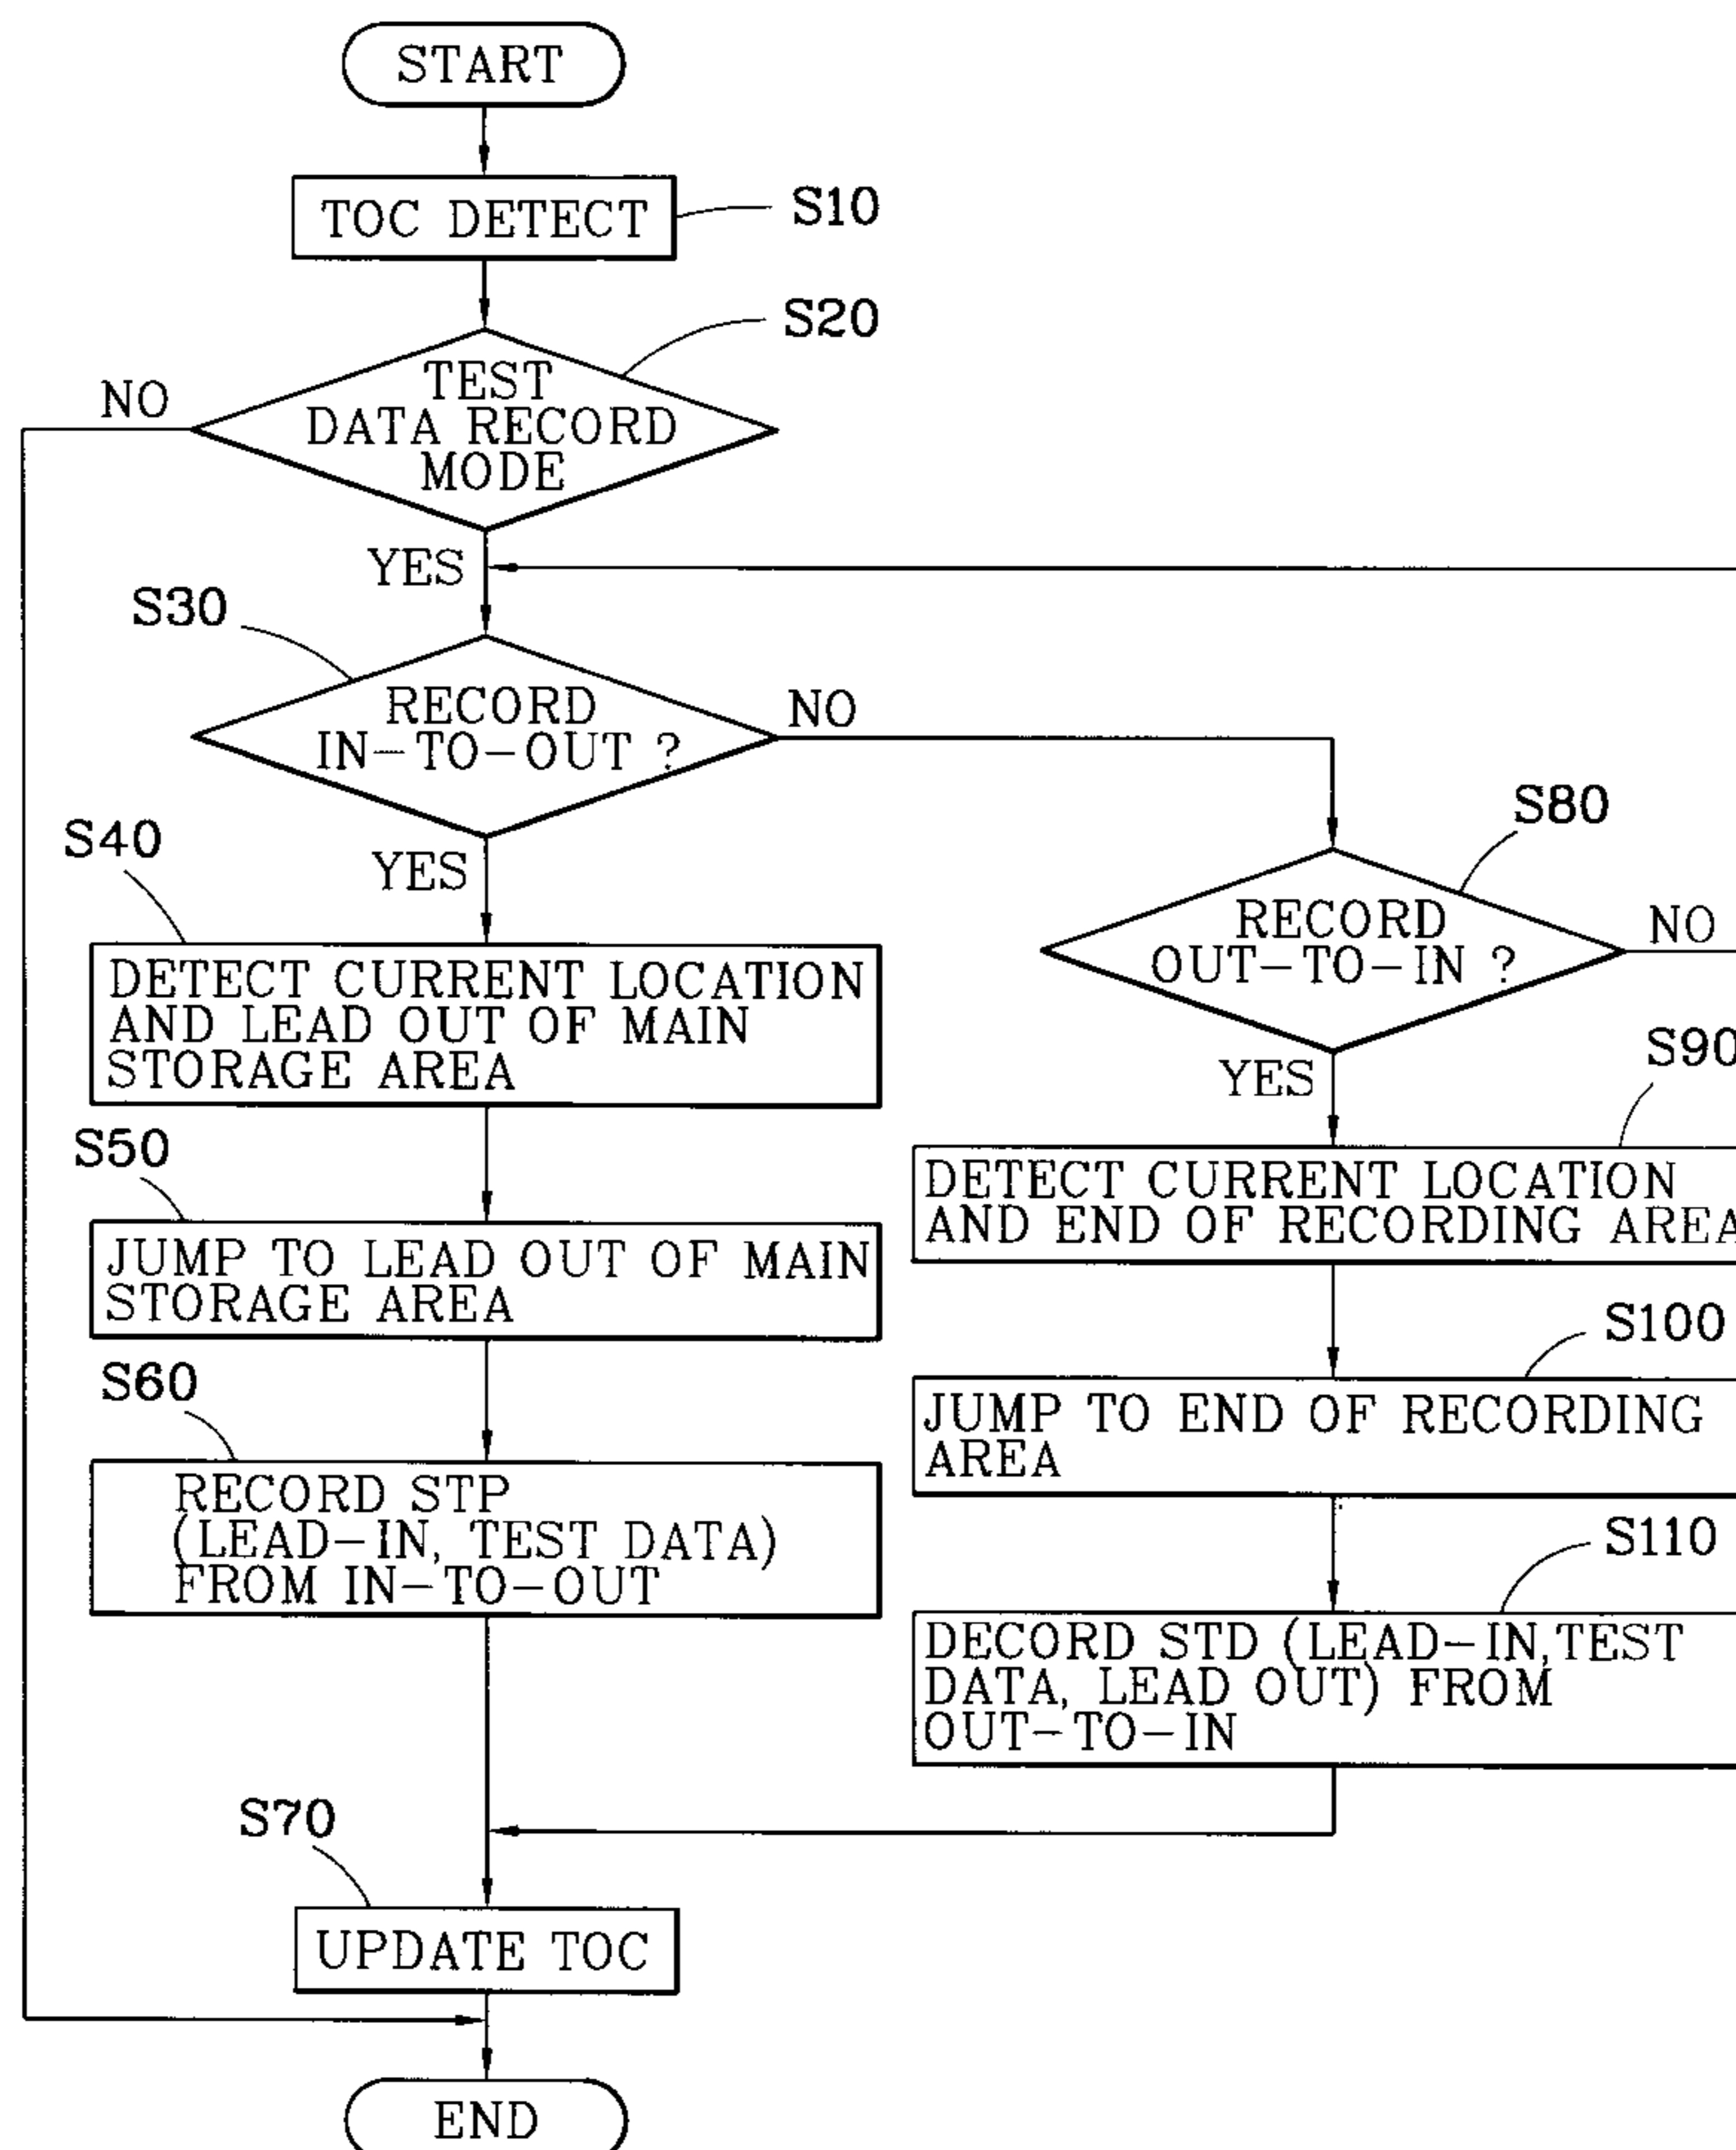 START
TOC DETECT
S10
S20
TEST
DATA RECORD
MODE
NO
YES
S30
RECORD
IN-TO-OUT ?
NO
YES
S40
DETECT CURRENT LOCATION
AND LEAD OUT OF MAIN
STORAGE AREA
S50
JUMP TO LEAD OUT OF MAIN
STORAGE AREA
S60
RECORD STP
(LEAD-IN, TEST DATA)
FROM IN-TO-OUT
S80
RECORD
OUT-TO-IN ?
NO
YES
S90
DETECT CURRENT LOCATION
AND END OF RECORDING AREA
S100
JUMP TO END OF RECORDING
AREA
S110
DECORD STD (LEAD-IN,TEST
DATA, LEAD OUT) FROM
OUT-TO-IN
S70
UPDATE TOC
END